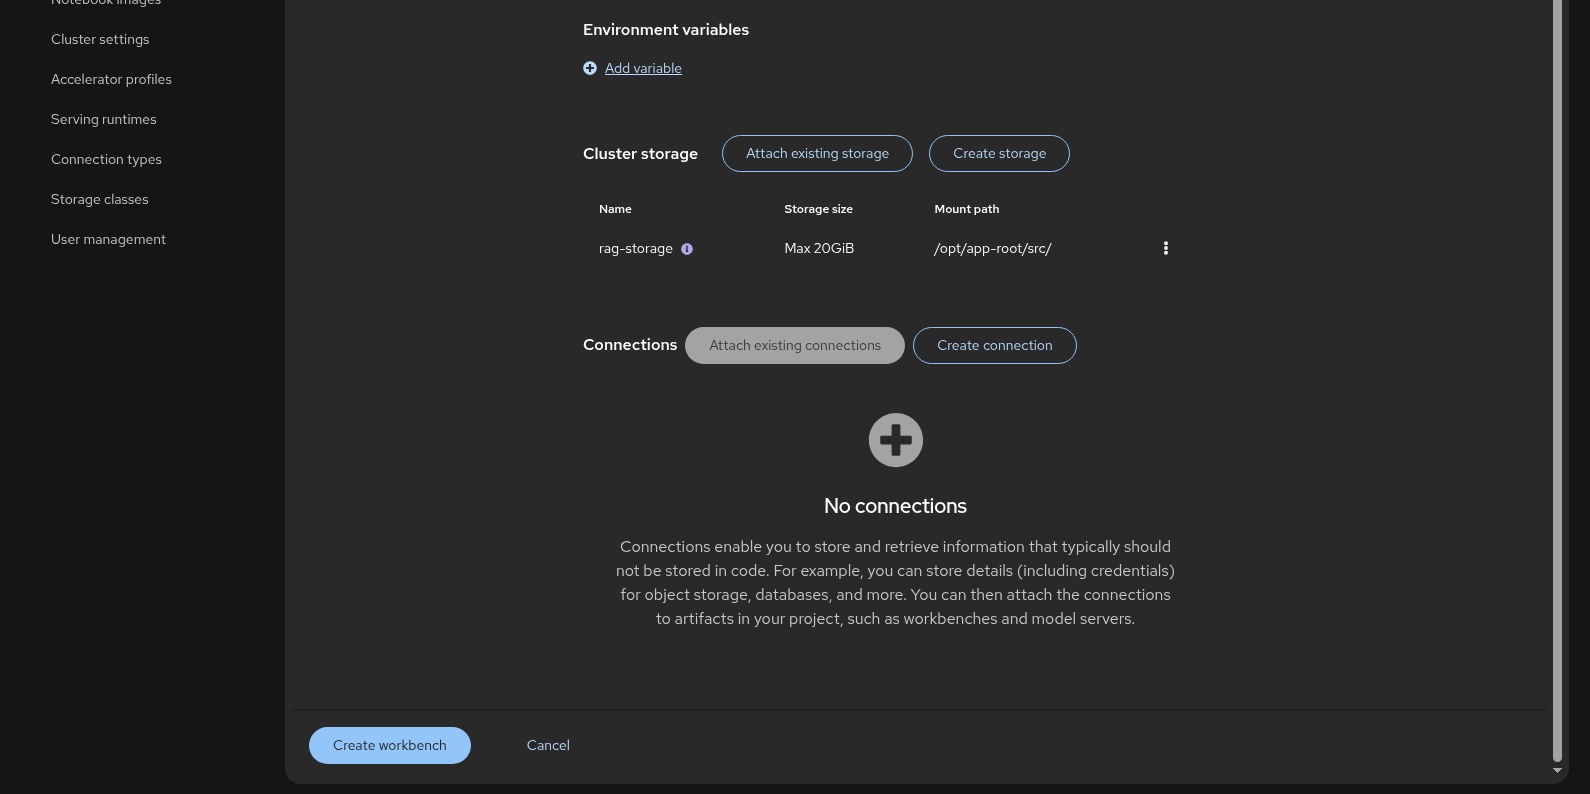 Notebook images
Cluster settings
Accelerator profiles
Serving runtimes
Connection types
Storage classes
User management
Environment variables
Add variable
Cluster storage
Attach existing storage
Create storage
Name
Storage size
Mount path
rag-storage
Max 20GiB
/opt/app-root/src/
Connections
Attach existing connections
Create connection
No connections
Connections enable you to store and retrieve information that typically should
not be stored in code. For example, you can store details (including credentials)
for object storage, databases, and more. You can then attach the connections
to artifacts in your project, such as workbenches and model servers.
Create workbench
Cancel